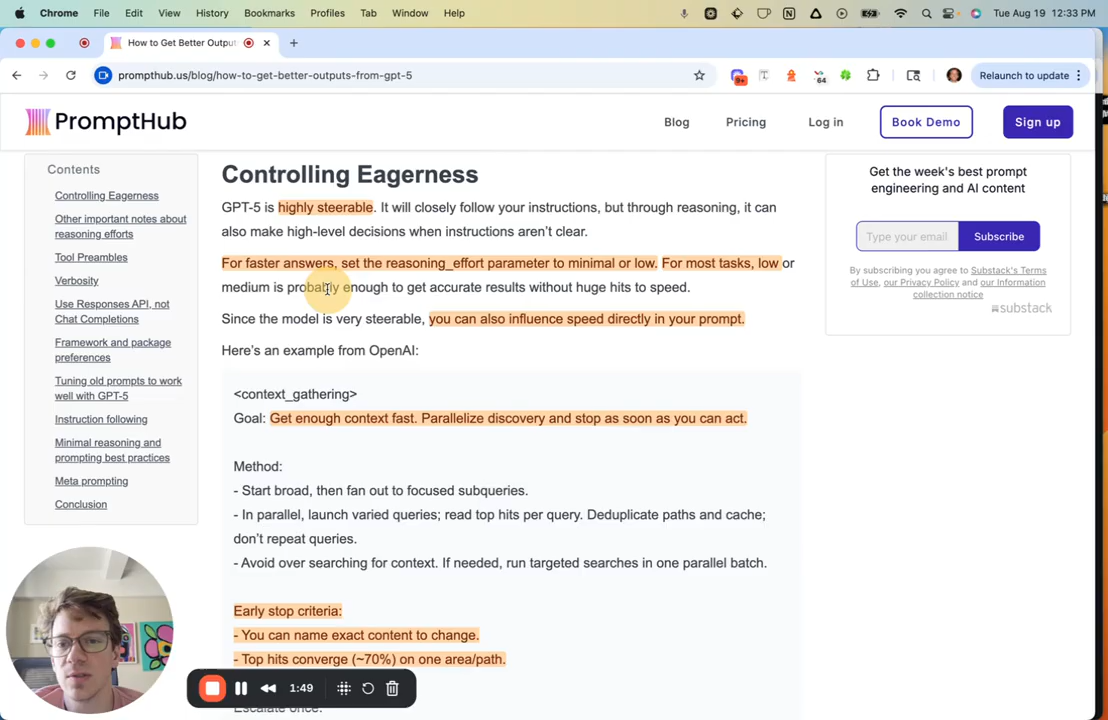 Chrome File Edit View History Bookmarks Profiles Tab Window Help Tue Aug 19 12:33 PM
How to Get Better Outpu
prompthub.us/blog/how-to-get-better-outputs-from-gpt-5
9+
64
Relaunch to update
PromptHub
Blog Pricing Log in Book Demo Sign up
Contents
Controlling Eagerness
Other important notes about
reasoning efforts
Tool Preambles
Verbosity
Use Responses API, not
Chat Completions
Framework and package
preferences
Tuning old prompts to work
well with GPT-5
Instruction following
Minimal reasoning and
prompting best practices
Meta prompting
Conclusion
Controlling Eagerness
GPT-5 is highly steerable. It will closely follow your instructions, but through reasoning, it can
also make high-level decisions when instructions aren’t clear.
For faster answers, set the reasoning_effort parameter to minimal or low. For most tasks, low or
medium is probably enough to get accurate results without huge hits to speed.
Since the model is very steerable, you can also influence speed directly in your prompt.
Here’s an example from OpenAI:
<context_gathering>
Goal: Get enough context fast. Parallelize discovery and stop as soon as you can act.
Method:
- Start broad, then fan out to focused subqueries.
- In parallel, launch varied queries; read top hits per query. Deduplicate paths and cache;
don’t repeat queries.
- Avoid over searching for context. If needed, run targeted searches in one parallel batch.
Early stop criteria:
- You can name exact content to change.
- Top hits converge (~70%) on one area/path.
Escalate once:
Get the week's best prompt
engineering and AI content
Type your email Subscribe
By subscribing you agree to Substack's Terms
of Use, our Privacy Policy and our Information
collection notice
substack
1:49